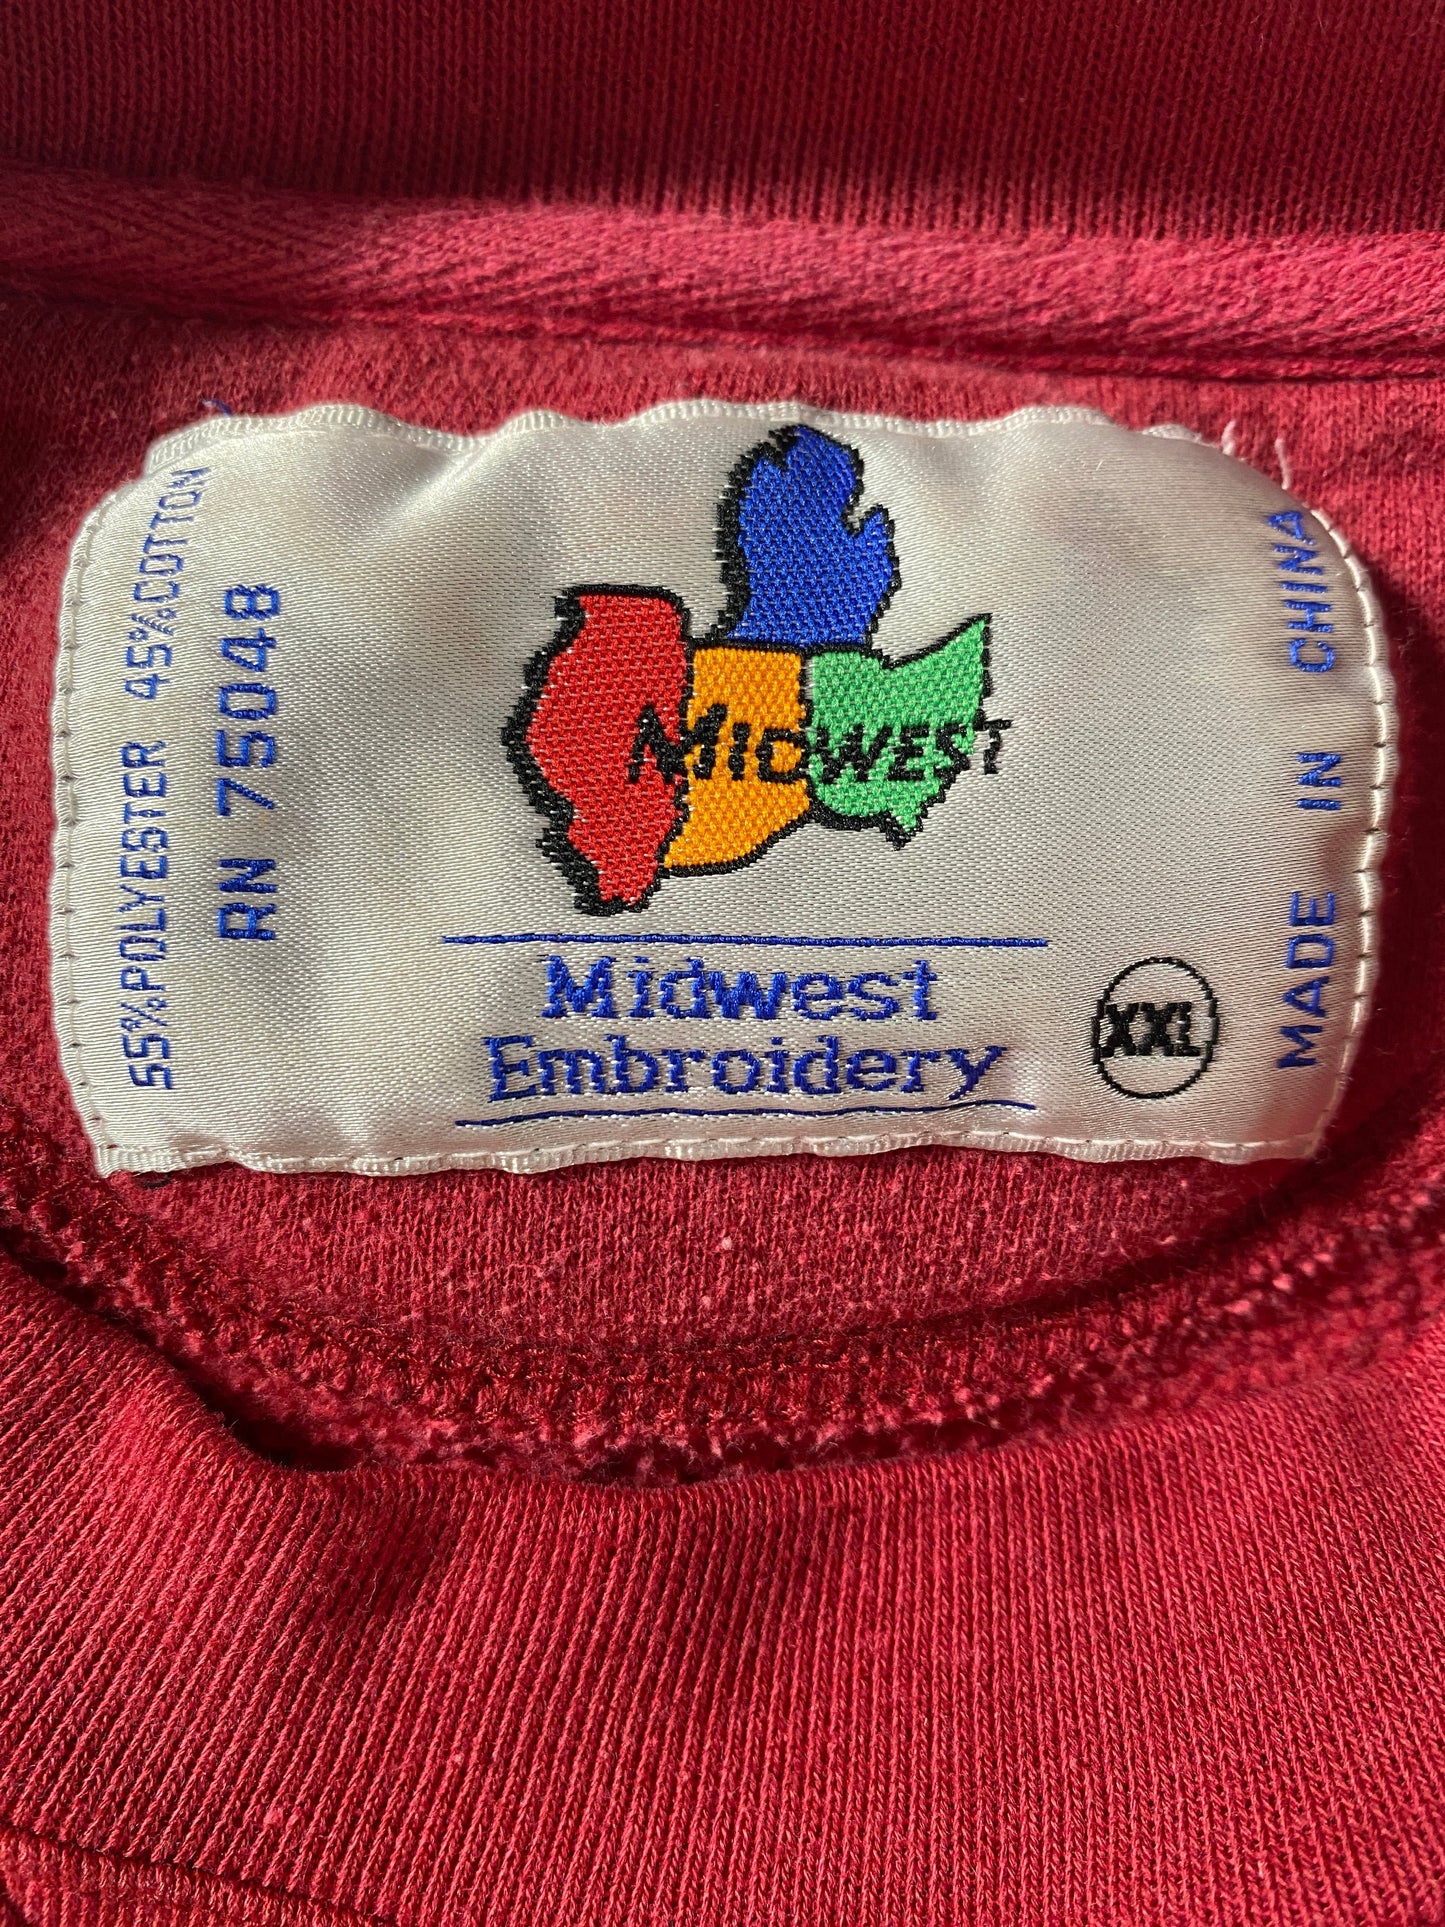 55%POLYESTER 45%COTTON
RN 75048
MIDWEST
Midwest
Embroidery
XXL
MADE IN CHINA